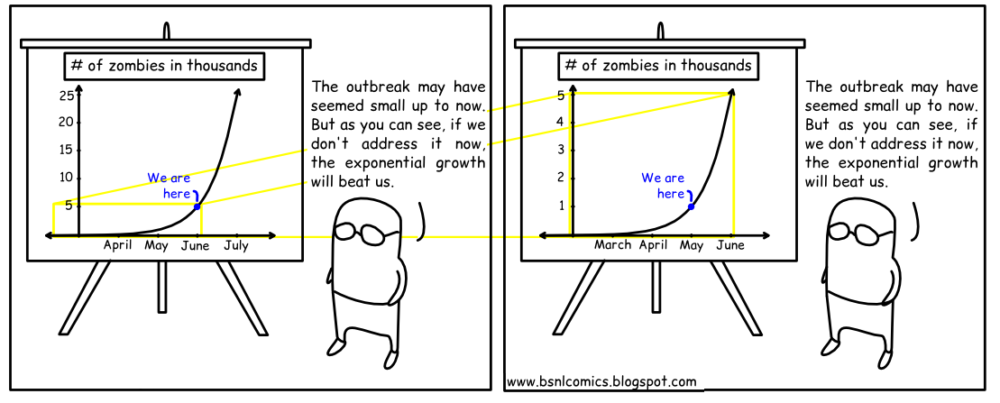 # of zombies in thousands
25
20
15
10
5
We are
here
April May June July
The outbreak may have
seemed small up to now.
But as you can see, if we
don't address it now,
the exponential growth
will beat us.
# of zombies in thousands
5
4
3
2
1
We are
here
March April May June
The outbreak may have
seemed small up to now.
But as you can see, if
we don't address it now,
the exponential growth
will beat us.
www.bsnlcomics.blogspot.com